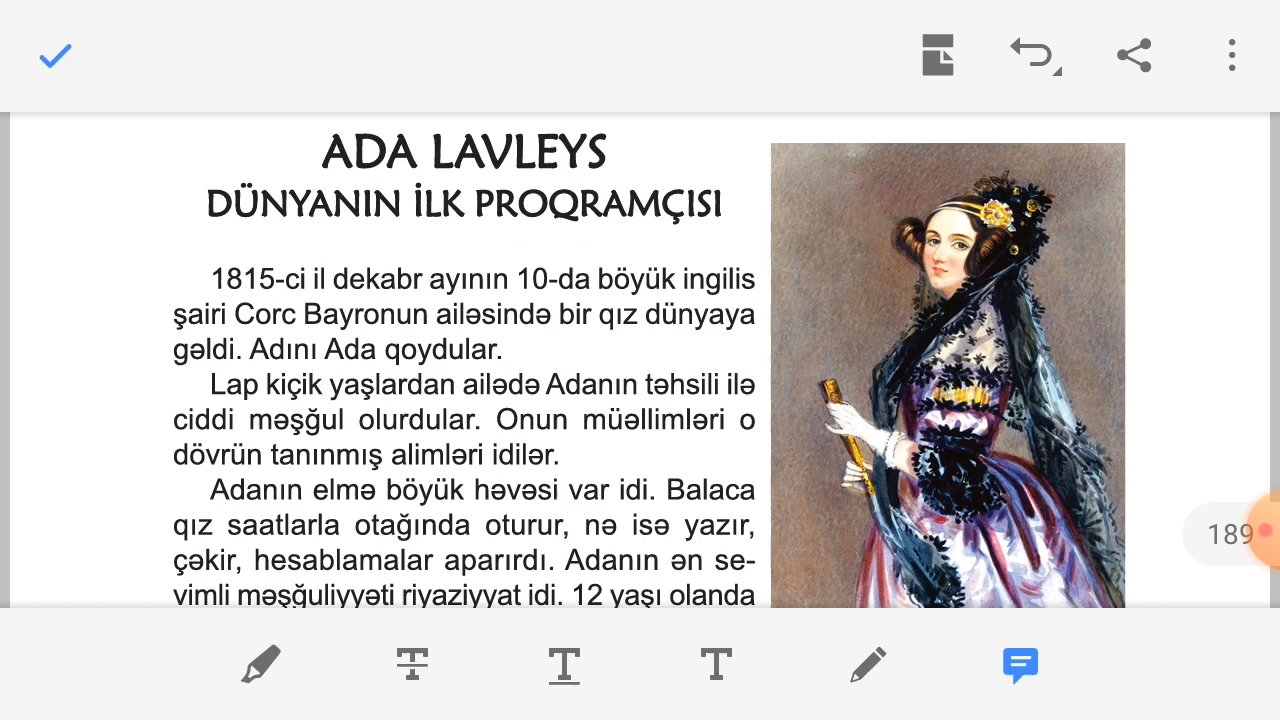 ADA LAVLEYS
DÜNYANIN İLK PROQRAMÇISI
1815-ci il dekabr ayının 10-da böyük ingilis
şairi Corc Bayronun ailəsində bir qız dünyaya
gəldi. Adını Ada qoydular.
Lap kiçik yaşlardan ailədə Adanın təhsili ilə
ciddi məşğul olurdular. Onun müəllimləri o
dövrün tanınmış alimləri idilər.
Adanın elmə böyük həvəsi var idi. Balaca
qız saatlarla otağında oturur, nə isə yazır,
çəkir, hesablamalar aparırdı. Adanın ən se-
vimli məşğuliyyəti riyaziyyat idi. 12 yaşı olanda
189